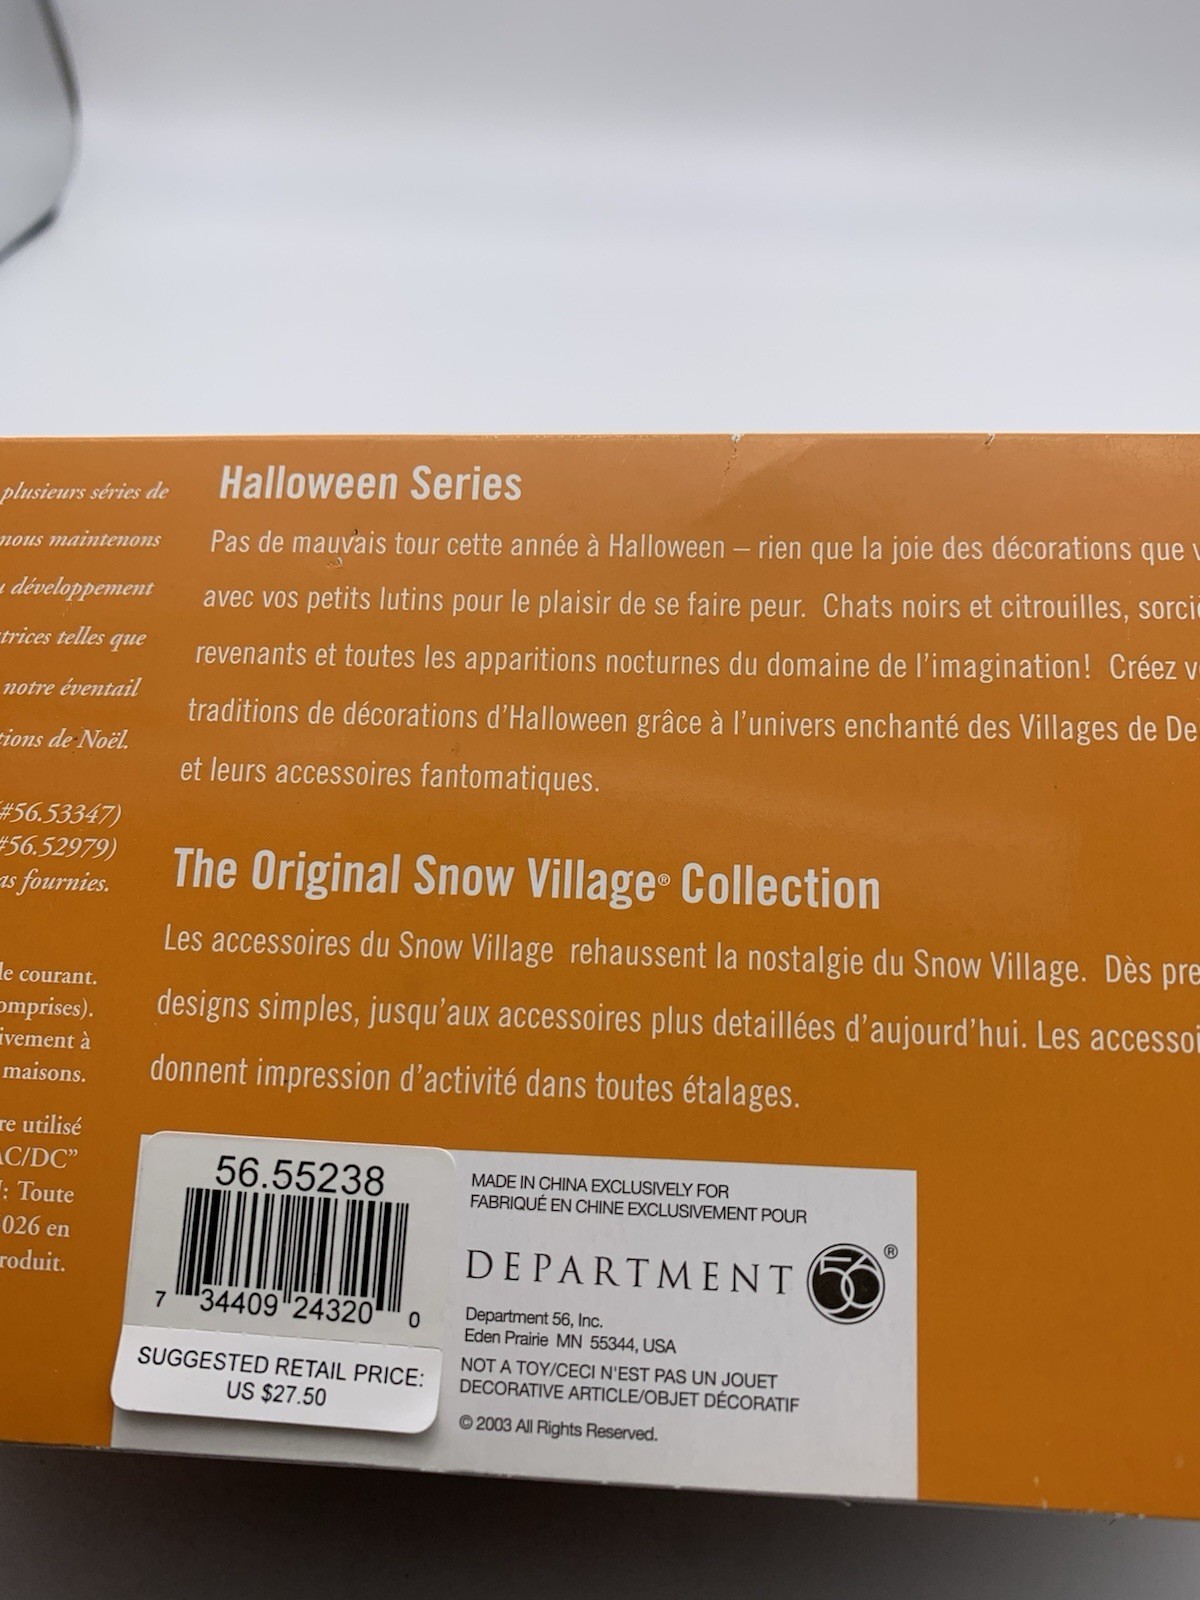 plusieurs séries de
nous maintenons
développement
trices telles que
notre éventail
tions de Noël.
#56.53347)
#56.52979)
as fournies.
le courant.
omprises).
ivement à
maisons.
re utilisé
AC/DC”
: Toute
026 en
roduit.
Halloween Series
Pas de mauvais tour cette année à Halloween – rien que la joie des décorations que
avec vos petits lutins pour le plaisir de se faire peur. Chats noirs et citrouilles, sorciè
revenants et toutes les apparitions nocturnes du domaine de l’imagination! Créez
traditions de décorations d’Halloween grâce à l’univers enchanté des Villages de De
et leurs accessoires fantomatiques.
The Original Snow Village® Collection
Les accessoires du Snow Village rehaussent la nostalgie du Snow Village. Dès pre
designs simples, jusqu’aux accessoires plus detaillées d’aujourd’hui. Les accessoi
donnent impression d’activité dans toutes étalages.
56.55238
7 34409 24320 0
SUGGESTED RETAIL PRICE:
US $27.50
MADE IN CHINA EXCLUSIVELY FOR
FABRIQUÉ EN CHINE EXCLUSIVEMENT POUR
DEPARTMENT 56®
Department 56, Inc.
Eden Prairie MN 55344, USA
NOT A TOY/CECI N'EST PAS UN JOUET
DECORATIVE ARTICLE/OBJET DÉCORATIF
© 2003 All Rights Reserved.